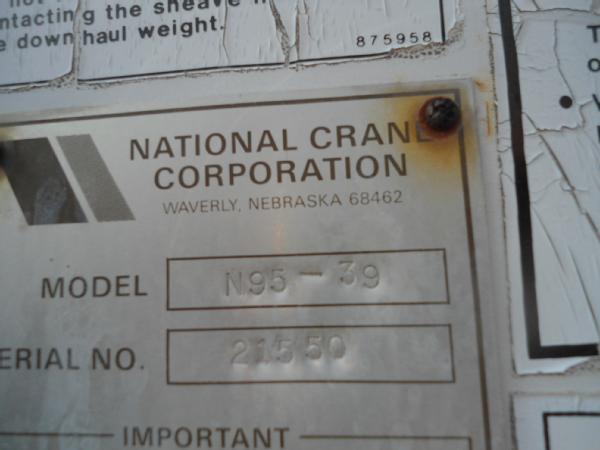 contacting the sheave
down haul weight.
875958
NATIONAL CRANE
CORPORATION
WAVERLY, NEBRASKA 68462
MODEL N95-39
ERIAL NO. 21550
IMPORTANT